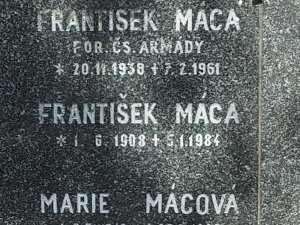 FRANTIŠEK MÁCA
POR. ČS. ARMÁDY
* 20.11.1938 + 7.2.1961
FRANTIŠEK MÁCA
* 1. 6. 1908 + 5.1.1984
MARIE MÁCOVÁ